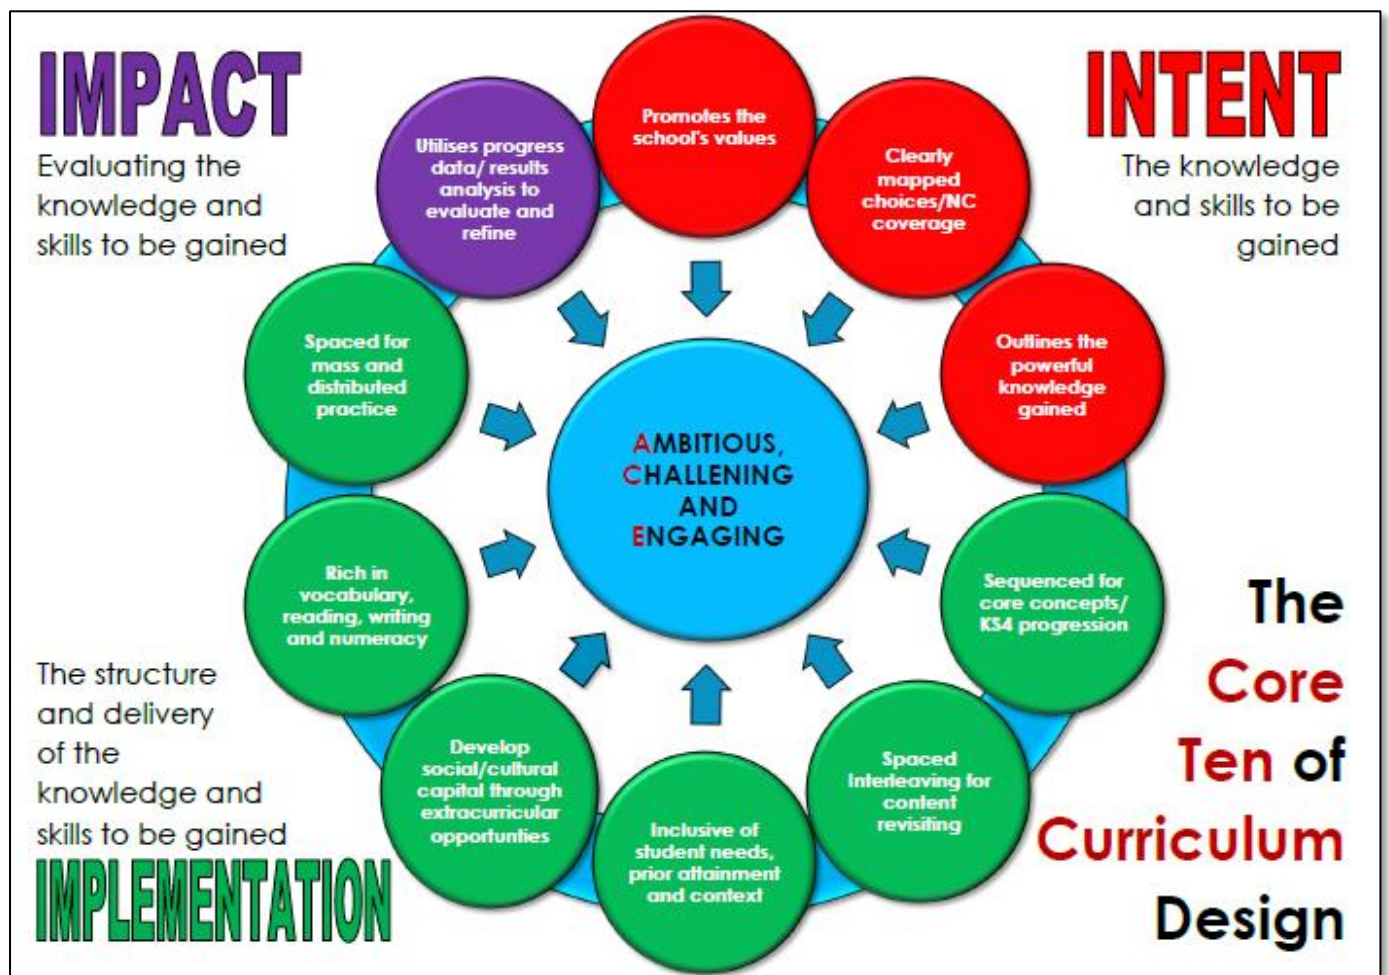 IMPACT
Evaluating the
knowledge and
skills to be gained
INTENT
The knowledge
and skills to be
gained
Promotes the
school's values
Clearly
mapped
choices/NC
coverage
Outlines the
powerful
knowledge
gained
Sequenced for
core concepts/
KS4 progression
Spaced
Interleaving for
content
revisiting
Inclusive of
student needs,
prior attainment
and context
Develop
social/cultural
capital through
extracurricular
opportunties
Rich in
vocabulary,
reading, writing
and numeracy
Spaced for
mass and
distributed
practice
Utilises progress
data/ results
analysis to
evaluate and
refine
AMBITIOUS,
CHALLENING
AND
ENGAGING
The structure
and delivery
of the
knowledge and
skills to be gained
IMPLEMENTATION
The
Core
Ten of
Curriculum
Design